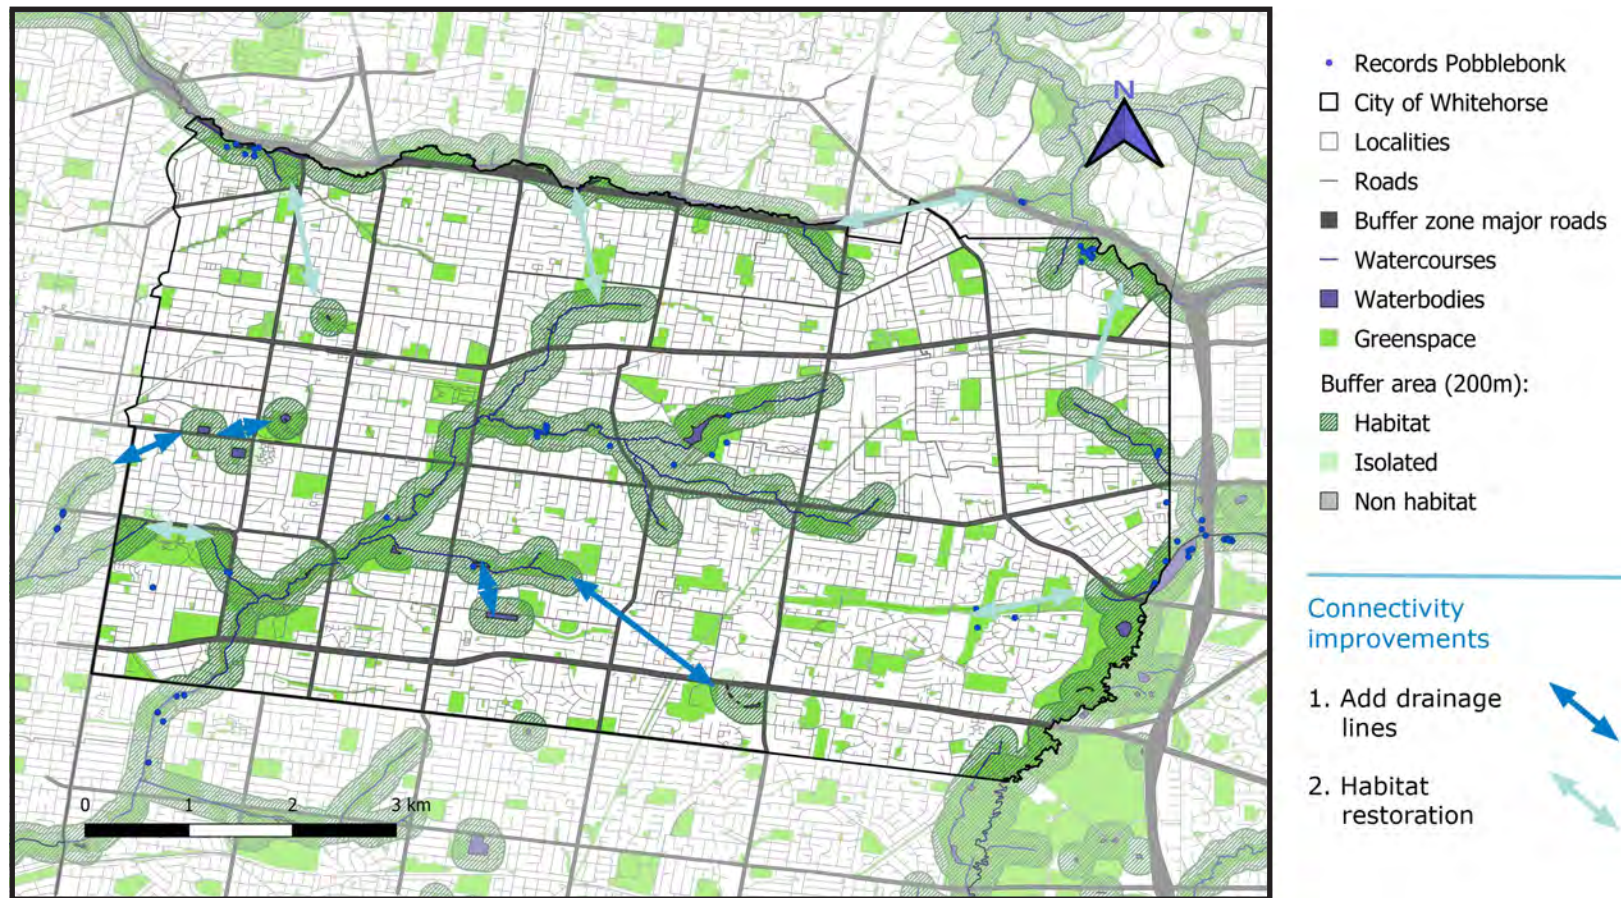 N
0 1 2 3 km
Records Pobblebonk
City of Whitehorse
Localities
Roads
Buffer zone major roads
Watercourses
Waterbodies
Greenspace
Buffer area (200m):
Habitat
Isolated
Non habitat
Connectivity
improvements
1. Add drainage
lines
2. Habitat
restoration